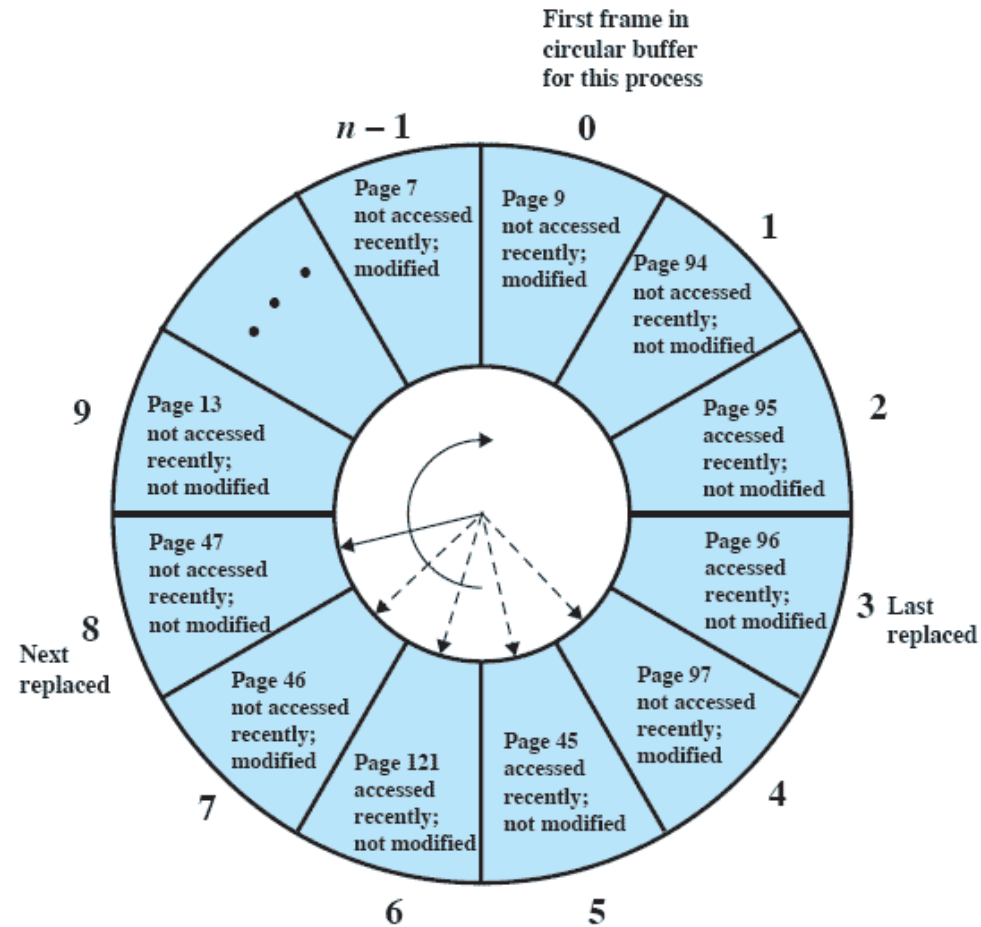 First frame in
circular buffer
for this process
n – 1
0
Page 7
not accessed
recently;
modified
Page 9
not accessed
recently;
modified
1
Page 94
not accessed
recently;
not modified
2
Page 95
accessed
recently;
not modified
3
Last
replaced
Page 96
accessed
recently;
not modified
4
Page 97
not accessed
recently;
modified
5
Page 45
accessed
recently;
not modified
6
Page 121
accessed
recently;
not modified
7
Page 46
not accessed
recently;
modified
8
Next
replaced
Page 47
not accessed
recently;
not modified
9
Page 13
not accessed
recently;
not modified